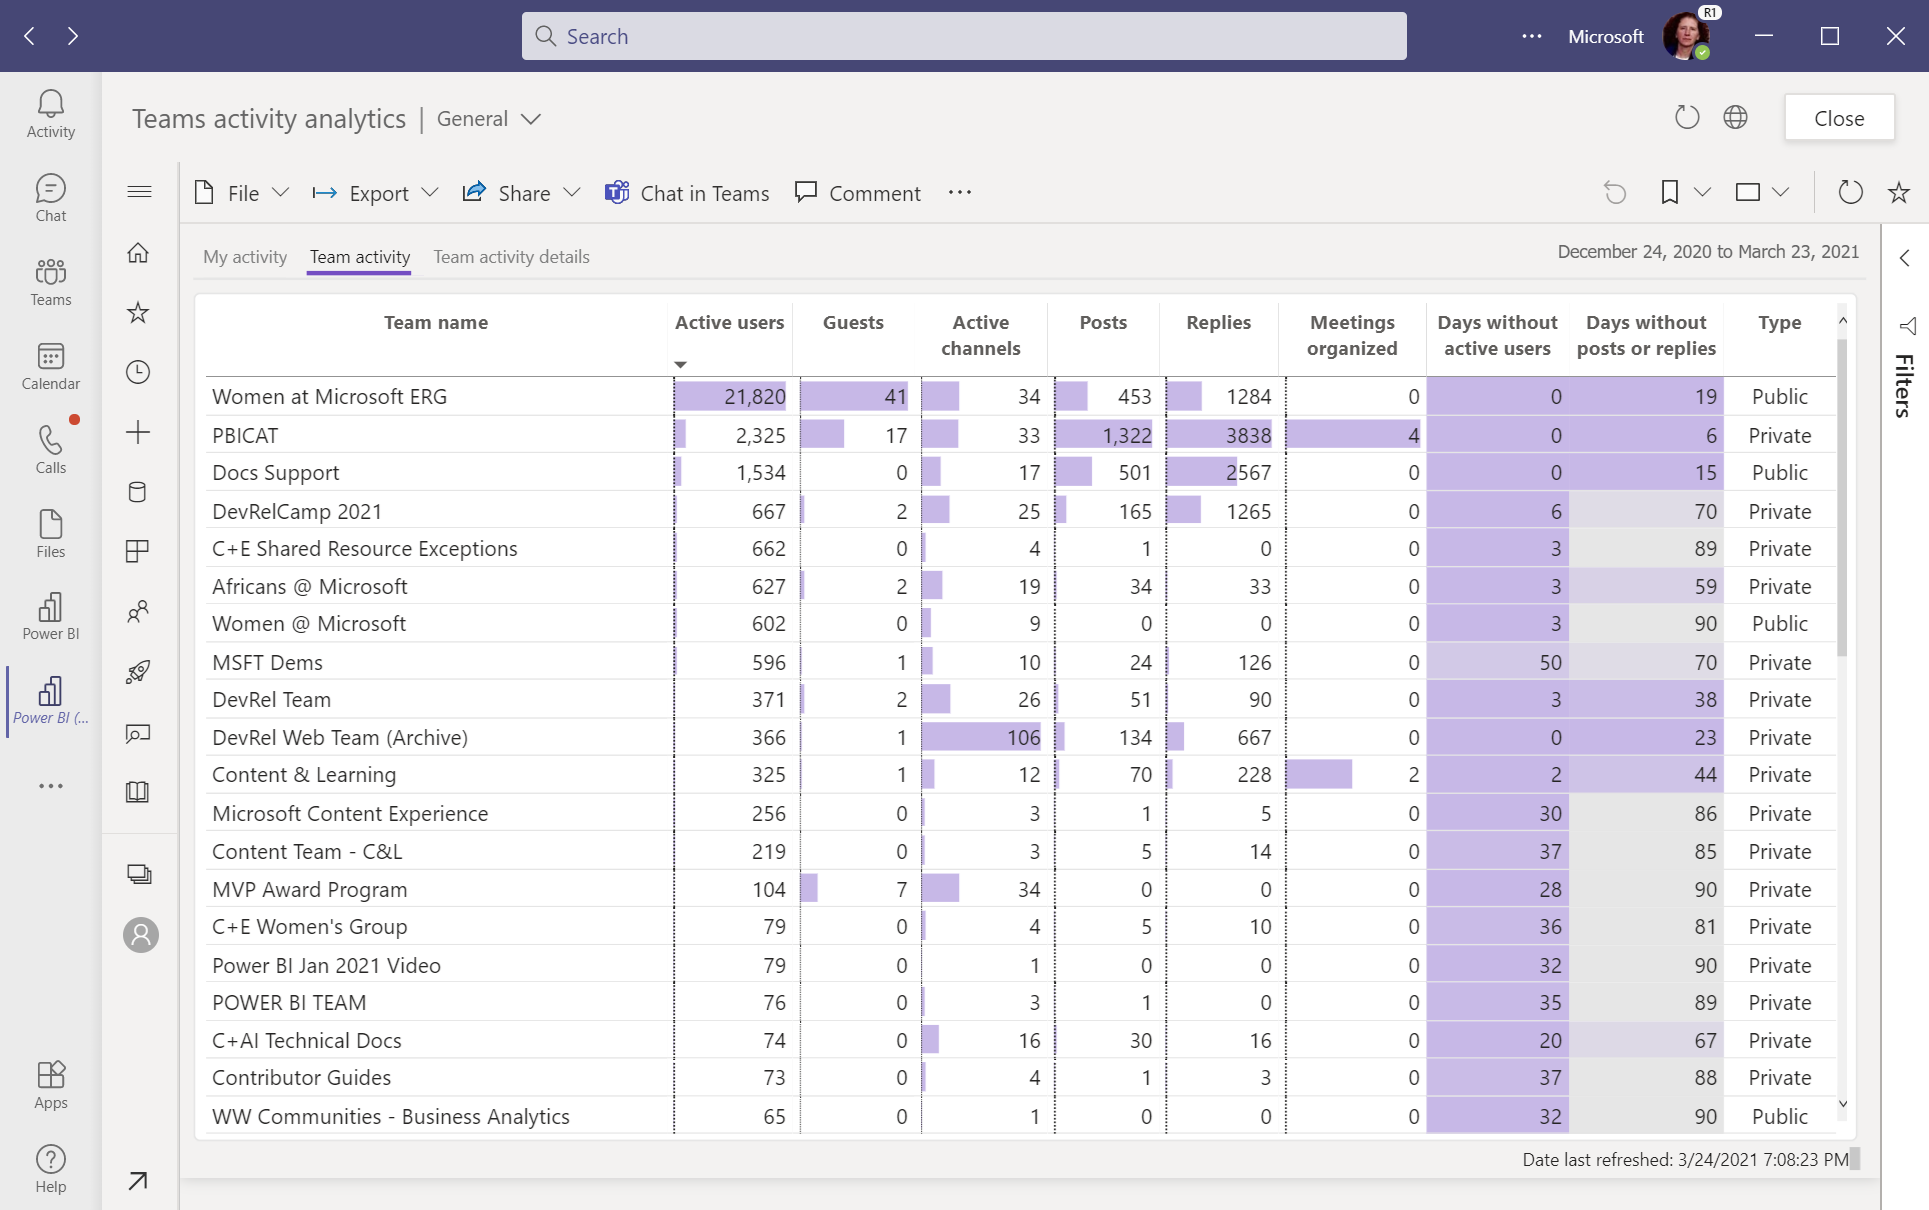 Search
Microsoft
R1
Activity
Chat
Teams
Calendar
Calls
Files
Power BI
Power BI (...
Apps
Help
Teams activity analytics | General
Close
File
Export
Share
Chat in Teams
Comment
My activity
Team activity
Team activity details
December 24, 2020 to March 23, 2021
Filters
Team name Active users Guests Active channels Posts Replies Meetings organized Days without active users Days without posts or replies Type
Women at Microsoft ERG 21,820 41 34 453 1284 0 0 19 Public
PBICAT 2,325 17 33 1,322 3838 4 0 6 Private
Docs Support 1,534 0 17 501 2567 0 0 15 Public
DevRelCamp 2021 667 2 25 165 1265 0 6 70 Private
C+E Shared Resource Exceptions 662 0 4 1 0 0 3 89 Private
Africans @ Microsoft 627 2 19 34 33 0 3 59 Private
Women @ Microsoft 602 0 9 0 0 0 3 90 Public
MSFT Dems 596 1 10 24 126 0 50 70 Private
DevRel Team 371 2 26 51 90 0 3 38 Private
DevRel Web Team (Archive) 366 1 106 134 667 0 0 23 Private
Content & Learning 325 1 12 70 228 2 2 44 Private
Microsoft Content Experience 256 0 3 1 5 0 30 86 Private
Content Team - C&L 219 0 3 5 14 0 37 85 Private
MVP Award Program 104 7 34 0 0 0 28 90 Private
C+E Women's Group 79 0 4 5 10 0 36 81 Private
Power BI Jan 2021 Video 79 0 1 0 0 0 32 90 Private
POWER BI TEAM 76 0 3 1 0 0 35 89 Private
C+AI Technical Docs 74 0 16 30 16 0 20 67 Private
Contributor Guides 73 0 4 1 3 0 37 88 Private
WW Communities - Business Analytics 65 0 1 0 0 0 32 90 Public
Date last refreshed: 3/24/2021 7:08:23 PM